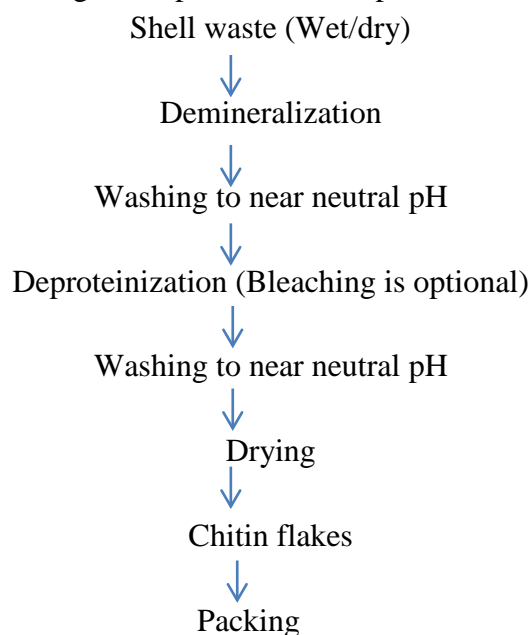 Shell waste (Wet/dry)
Demineralization
Washing to near neutral pH
Deproteinization (Bleaching is optional)
Washing to near neutral pH
Drying
Chitin flakes
Packing